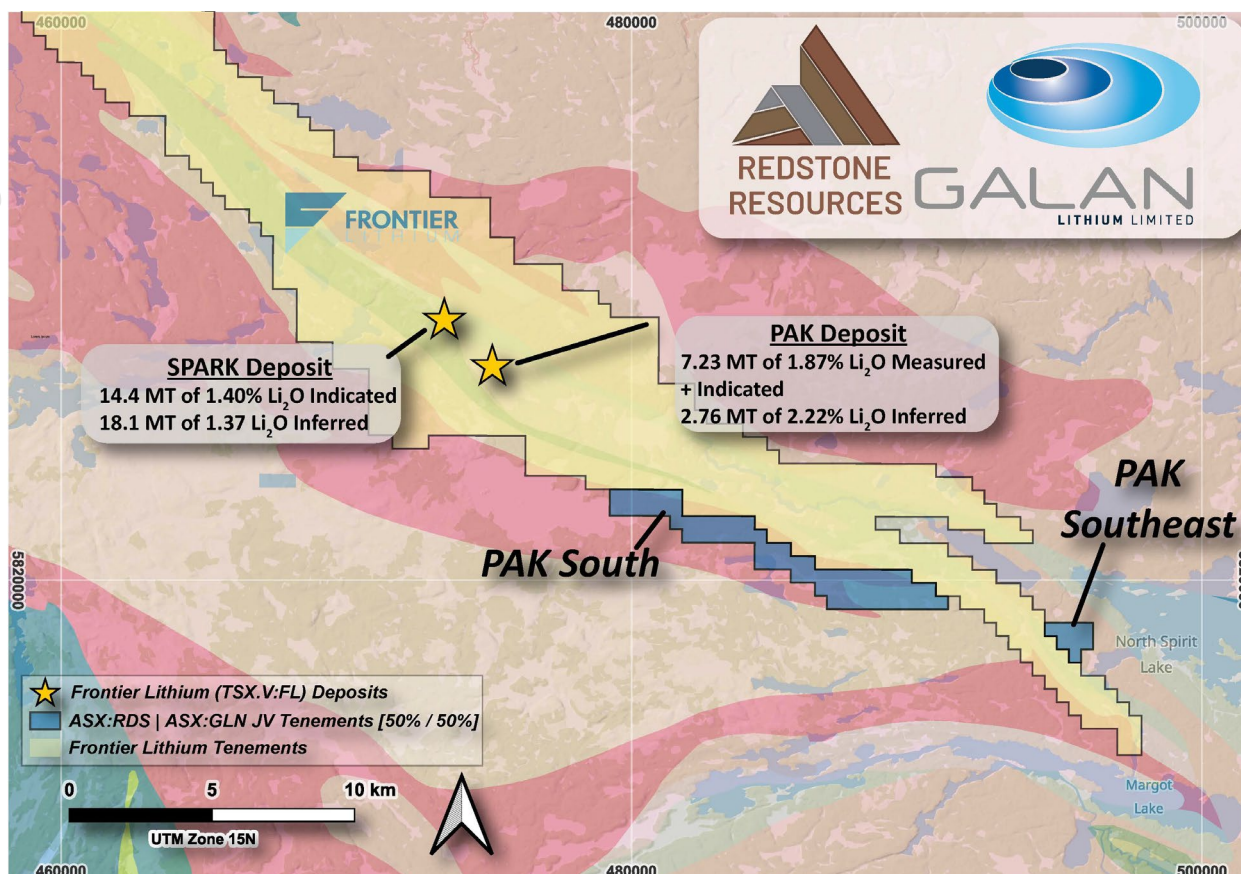 460000
480000
500000
REDSTONE
RESOURCES
GALAN
LITHIUM LIMITED
FRONTIER
LITHIUM
SPARK Deposit
14.4 MT of 1.40% Li₂O Indicated
18.1 MT of 1.37 Li₂O Inferred
PAK Deposit
7.23 MT of 1.87% Li₂O Measured
+ Indicated
2.76 MT of 2.22% Li₂O Inferred
PAK
Southeast
PAK South
5820000
North Spirit
Lake
Frontier Lithium (TSX.V:FL) Deposits
ASX:RDS | ASX:GLN JV Tenements [50% / 50%]
Frontier Lithium Tenements
0 5 10 km
UTM Zone 15N
Margot
Lake
460000
480000
500000